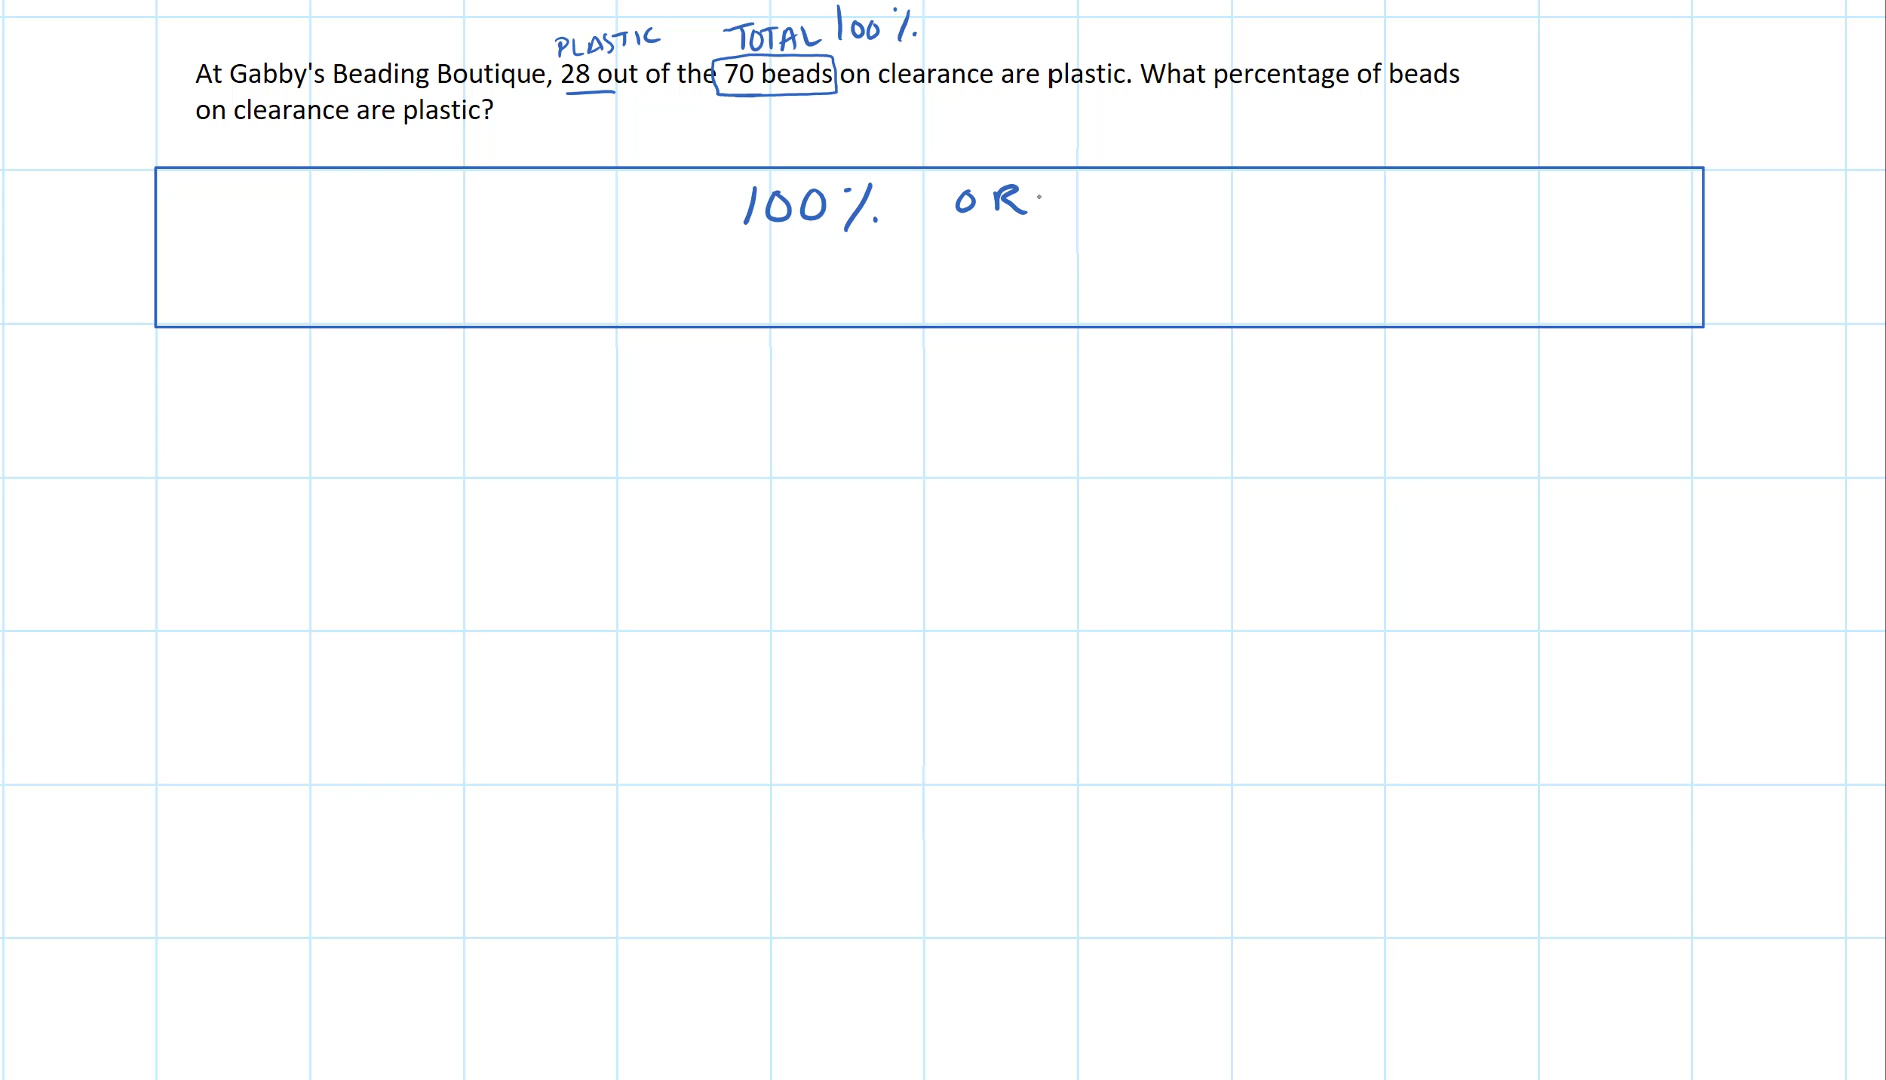 PLASTIC TOTAL 100%
At Gabby's Beading Boutique, 28 out of the 70 beads on clearance are plastic. What percentage of beads
on clearance are plastic?
100% OR